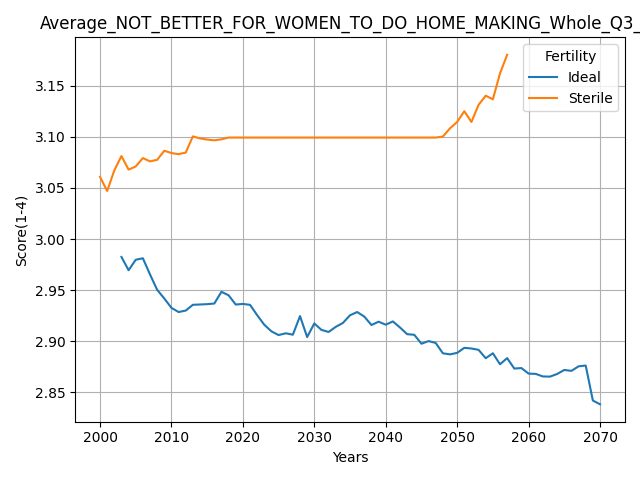 Average_NOT_BETTER_FOR_WOMEN_TO_DO_HOME_MAKING_Whole_Q3_
Fertility
Ideal
Sterile
Score(1-4)
3.15
3.10
3.05
3.00
2.95
2.90
2.85
2000 2010 2020 2030 2040 2050 2060 2070
Years